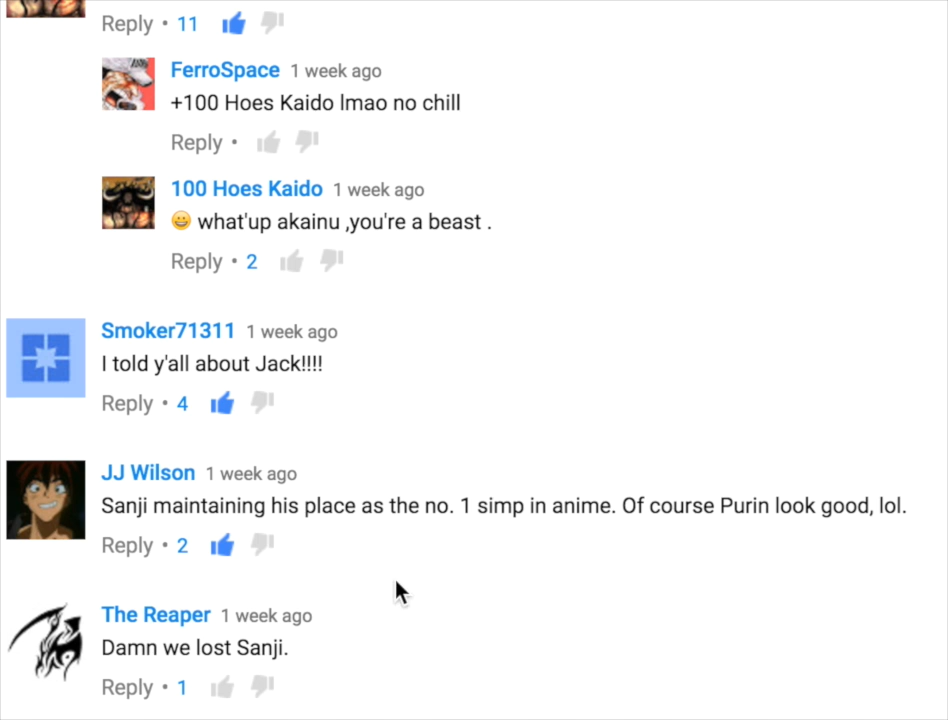 Reply • 11
FerroSpace 1 week ago
+100 Hoes Kaido lmao no chill
Reply •
100 Hoes Kaido 1 week ago
😀 what'up akainu ,you're a beast .
Reply • 2
Smoker71311 1 week ago
I told y'all about Jack!!!!
Reply • 4
JJ Wilson 1 week ago
Sanji maintaining his place as the no. 1 simp in anime. Of course Purin look good, lol.
Reply • 2
The Reaper 1 week ago
Damn we lost Sanji.
Reply • 1